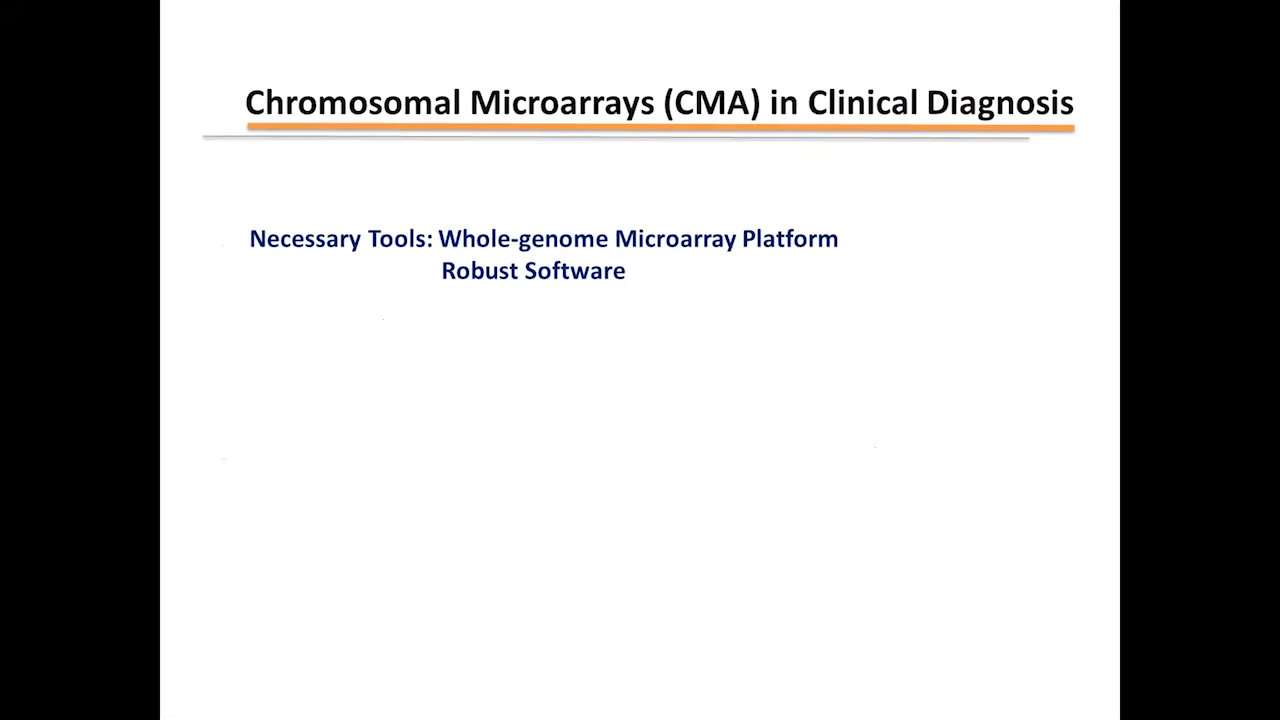 Chromosomal Microarrays (CMA) in Clinical Diagnosis
Necessary Tools: Whole-genome Microarray Platform
Robust Software